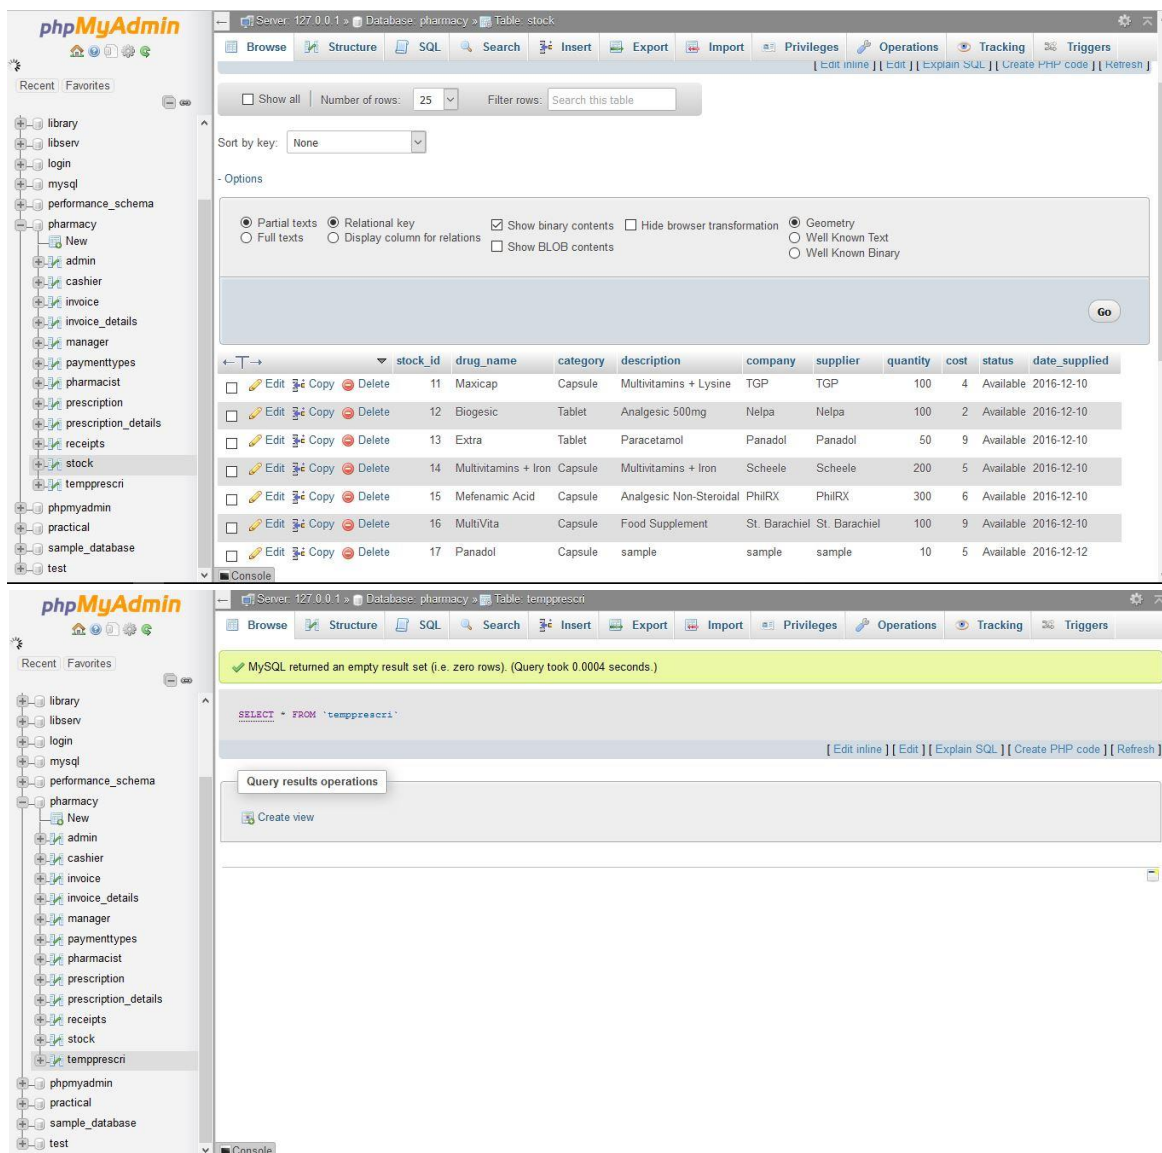 phpMyAdmin
Recent Favorites
library
libserv
login
mysql
performance_schema
pharmacy
New
admin
cashier
invoice
invoice_details
manager
paymenttypes
pharmacist
prescription
prescription_details
receipts
stock
tempprescri
phpmyadmin
practical
sample_database
test
Server: 127.0.0.1 » Database: pharmacy » Table: stock
Browse Structure SQL Search Insert Export Import Privileges Operations Tracking Triggers
[ Edit inline ] [ Edit ] [ Explain SQL ] [ Create PHP code ] [ Refresh ]
Show all Number of rows: 25 Filter rows: Search this table
Sort by key: None
- Options
Partial texts Relational key Show binary contents Hide browser transformation Geometry
Full texts Display column for relations Show BLOB contents Well Known Text
Well Known Binary
Go
←T→ stock_id drug_name category description company supplier quantity cost status date_supplied
Edit Copy Delete 11 Maxicap Capsule Multivitamins + Lysine TGP TGP 100 4 Available 2016-12-10
Edit Copy Delete 12 Biogesic Tablet Analgesic 500mg Nelpa Nelpa 100 2 Available 2016-12-10
Edit Copy Delete 13 Extra Tablet Paracetamol Panadol Panadol 50 9 Available 2016-12-10
Edit Copy Delete 14 Multivitamins + Iron Capsule Multivitamins + Iron Scheele Scheele 200 5 Available 2016-12-10
Edit Copy Delete 15 Mefenamic Acid Capsule Analgesic Non-Steroidal PhilRX PhilRX 300 6 Available 2016-12-10
Edit Copy Delete 16 MultiVita Capsule Food Supplement St. Barachiel St. Barachiel 100 9 Available 2016-12-10
Edit Copy Delete 17 Panadol Capsule sample sample sample 10 5 Available 2016-12-12
Console
phpMyAdmin
Recent Favorites
library
libserv
login
mysql
performance_schema
pharmacy
New
admin
cashier
invoice
invoice_details
manager
paymenttypes
pharmacist
prescription
prescription_details
receipts
stock
tempprescri
phpmyadmin
practical
sample_database
test
Server: 127.0.0.1 » Database: pharmacy » Table: tempprescri
Browse Structure SQL Search Insert Export Import Privileges Operations Tracking Triggers
MySQL returned an empty result set (i.e. zero rows). (Query took 0.0004 seconds.)
SELECT * FROM `tempprescri`
[ Edit inline ] [ Edit ] [ Explain SQL ] [ Create PHP code ] [ Refresh ]
Query results operations
Create view
Console